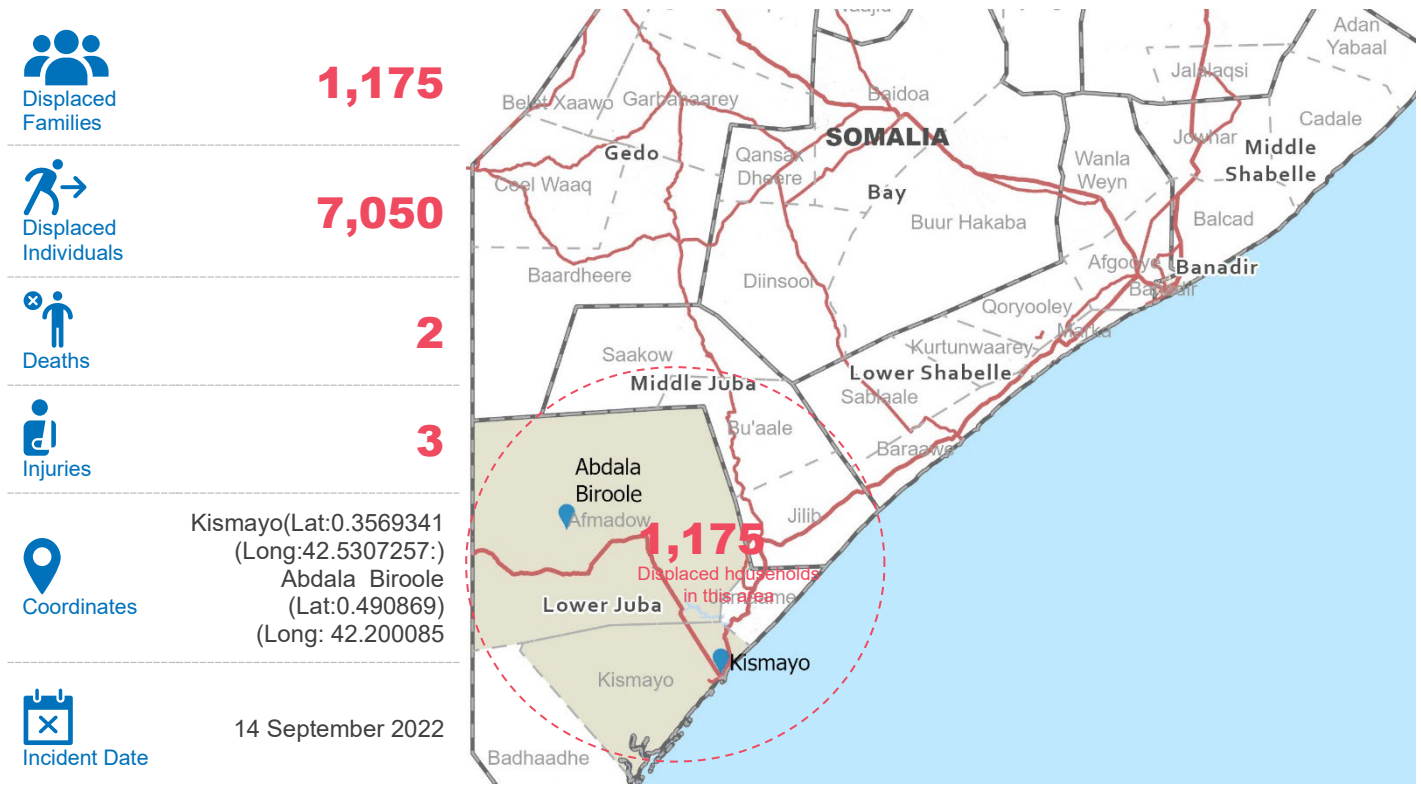 Displaced
Families
1,175
Displaced
Individuals
7,050
Deaths
2
Injuries
3
Coordinates
Kismayo(Lat:0.3569341
(Long:42.5307257:)
Abdala Biroole
(Lat:0.490869)
(Long: 42.200085
Incident Date
14 September 2022
Adan
Yabaal
Jalalaqsi
Belet Xaawo
Garbahaarey
Baidoa
Cadale
SOMALIA
Jowhar
Middle
Shabelle
Gedo
Qansax
Dheere
Wanla
Weyn
Ceel Waaq
Bay
Buur Hakaba
Balcad
Afgooye
Banadir
Baardheere
Diinsoor
Banadir
Qoryooley
Marka
Saakow
Kurtunwaarey
Middle Juba
Lower Shabelle
Sablaale
Bu'aale
Baraawe
Abdala
Biroole
Afmadow
Jilib
1,175
Displaced households
in this area
Jamaame
Lower Juba
Kismayo
Kismayo
Badhaadhe